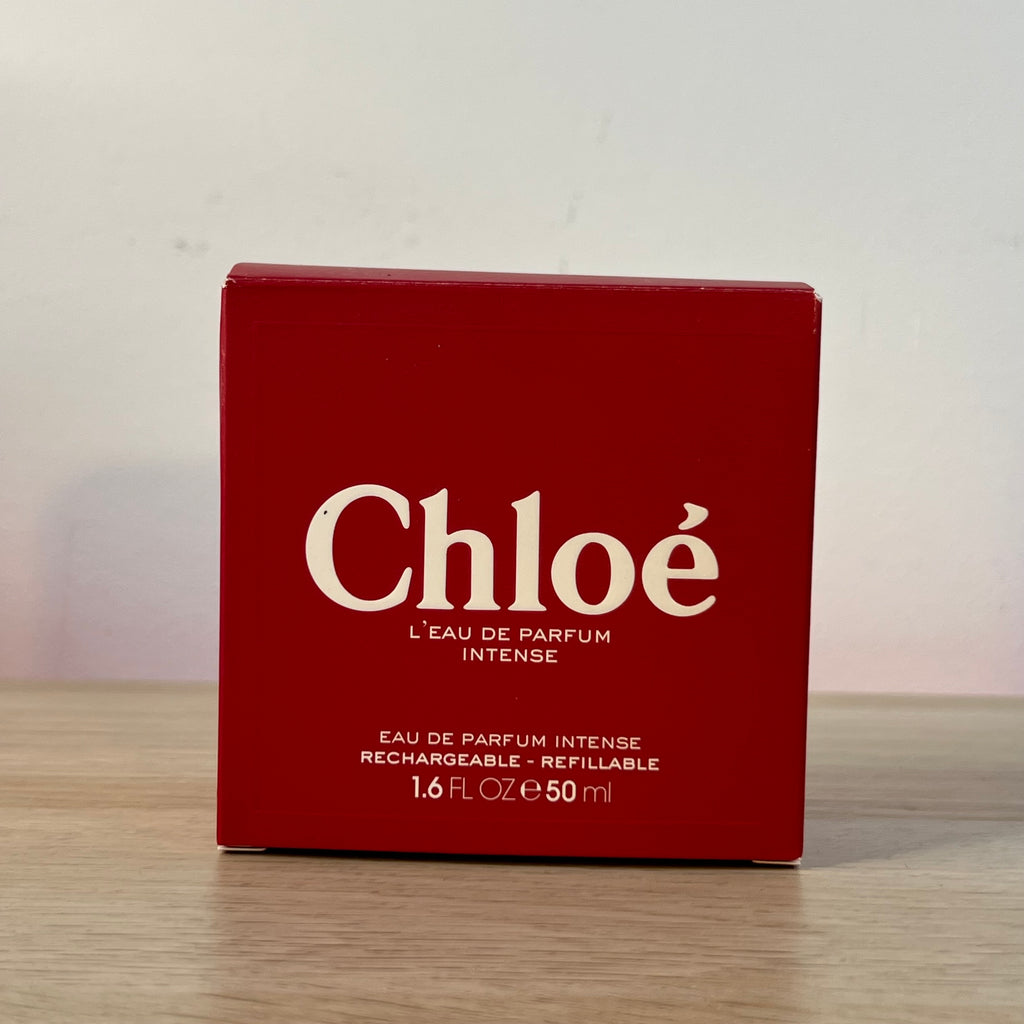 Chloé
L'EAU DE PARFUM
INTENSE
EAU DE PARFUM INTENSE
RECHARGEABLE - REFILLABLE
1.6 FL OZ ℮ 50 ml